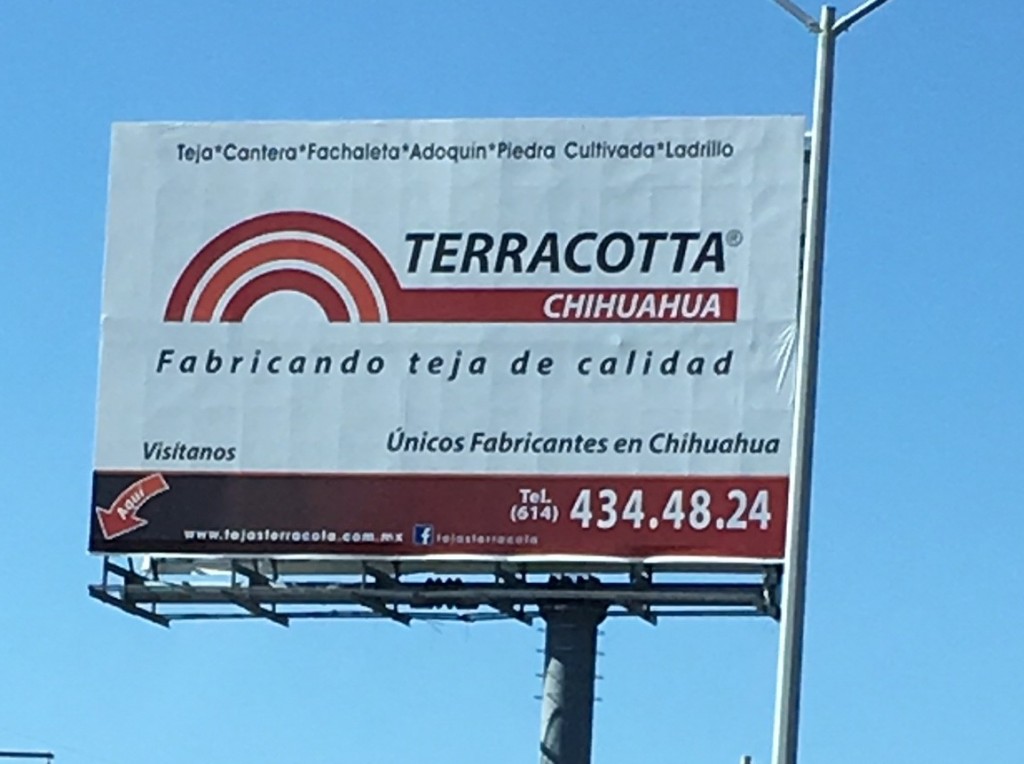 Teja*Cantera*Fachaleta*Adoquin*Piedra Cultivada*Ladrillo
TERRACOTTA®
CHIHUAHUA
Fabricando teja de calidad
Visítanos
Únicos Fabricantes en Chihuahua
Aquí
Tel.
(614) 434.48.24
www.tejasterracota.com.mx
f tejasterracota